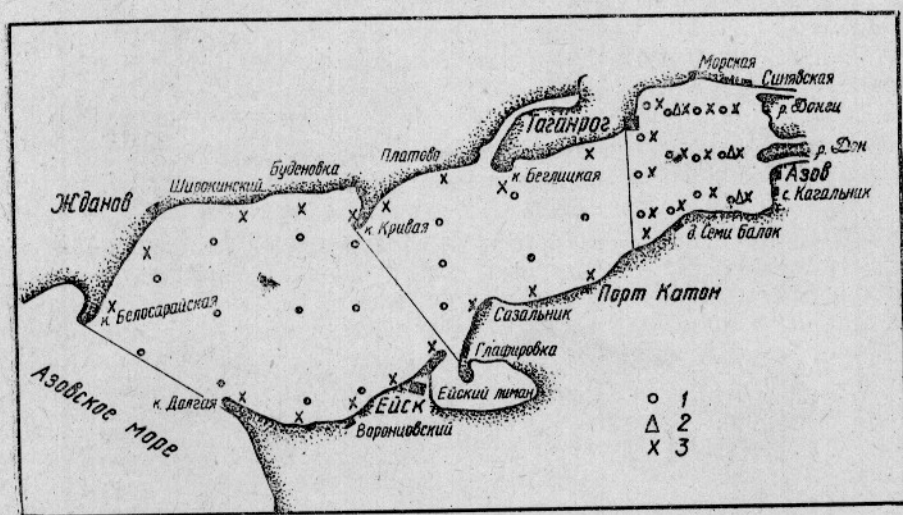 Морская
Синявская
р. Донец
Таганрог
р. Дон
Платово
Азов
Буденовка
к. Беглицкая
с. Кагальник
Широкинский
Жданов
к. Кривая
д. Семи Балок
Порт Катон
к. Белосарайская
Сазальник
Глафировка
Азовское море
к. Долгая
Ейск
Ейский лиман
Воронцовский
○ 1
△ 2
X 3